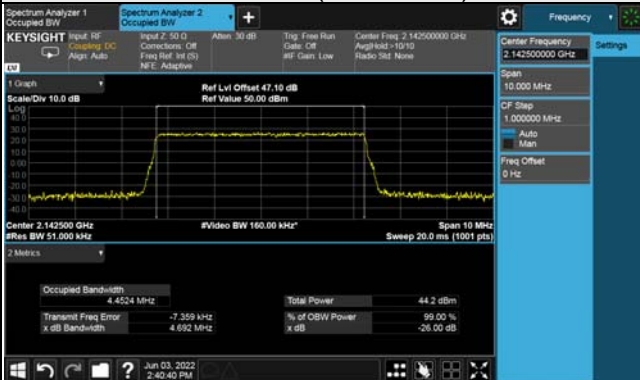 Spectrum Analyzer 1
Occupied BW
Spectrum Analyzer 2
Occupied BW
+
Frequency
KEYSIGHT
Input: RF
Coupling: DC
Align: Auto
Input Z: 50 Ω
Corrections: Off
Freq Ref: Int (S)
NFE: Adaptive
Atten: 30 dB
Trig: Free Run
Gate: Off
#IF Gain: Low
Center Freq: 2.142500000 GHz
Avg|Hold:>10/10
Radio Std: None
LXI
Center Frequency
2.142500000 GHz
Settings
Span
10.000 MHz
CF Step
1.000000 MHz
Auto
Man
Freq Offset
0 Hz
1 Graph
Scale/Div 10.0 dB
Ref Lvl Offset 47.10 dB
Ref Value 50.00 dBm
Log
40.0
30.0
20.0
10.0
0.00
-10.0
-20.0
-30.0
-40.0
Center 2.142500 GHz
#Res BW 51.000 kHz
#Video BW 160.00 kHz*
Span 10 MHz
Sweep 20.0 ms (1001 pts)
2 Metrics
Occupied Bandwidth
4.4524 MHz
Total Power 44.2 dBm
Transmit Freq Error -7.359 kHz
% of OBW Power 99.00 %
x dB Bandwidth 4.692 MHz
x dB -26.00 dB
?
Jun 03, 2022
2:40:40 PM